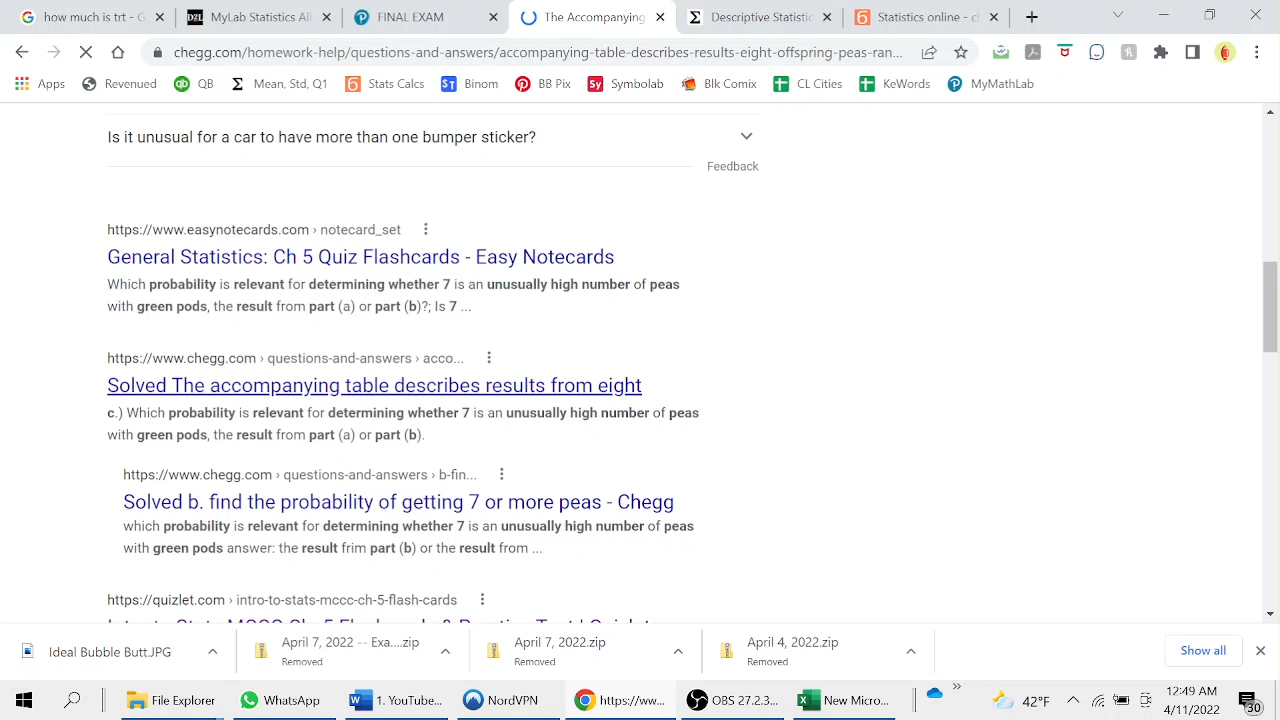 how much is trt - G
MyLab Statistics All
FINAL EXAM
The Accompanying
Descriptive Statistic
Statistics online - cl
chegg.com/homework-help/questions-and-answers/accompanying-table-describes-results-eight-offspring-peas-ran...
Apps
Revenued
QB
Mean, Std, Q1
Stats Calcs
Binom
BB Pix
Symbolab
Blk Comix
CL Cities
KeWords
MyMathLab
Is it unusual for a car to have more than one bumper sticker?
Feedback
https://www.easynotecards.com › notecard_set
General Statistics: Ch 5 Quiz Flashcards - Easy Notecards
Which probability is relevant for determining whether 7 is an unusually high number of peas
with green pods, the result from part (a) or part (b)?; Is 7 ...
https://www.chegg.com › questions-and-answers › acco...
Solved The accompanying table describes results from eight
c.) Which probability is relevant for determining whether 7 is an unusually high number of peas
with green pods, the result from part (a) or part (b).
https://www.chegg.com › questions-and-answers › b-fin...
Solved b. find the probability of getting 7 or more peas - Chegg
which probability is relevant for determining whether 7 is an unusually high number of peas
with green pods answer: the result frim part (b) or the result from ...
https://quizlet.com › intro-to-stats-mccc-ch-5-flash-cards
Ideal Bubble Butt.JPG
April 7, 2022 -- Exa....zip
Removed
April 7, 2022.zip
Removed
April 4, 2022.zip
Removed
Show all
File Explorer
WhatsApp
1. YouTube...
NordVPN
https://ww...
OBS 27.2.3...
New Micro...
42°F
12:49 AM
4/11/2022
30